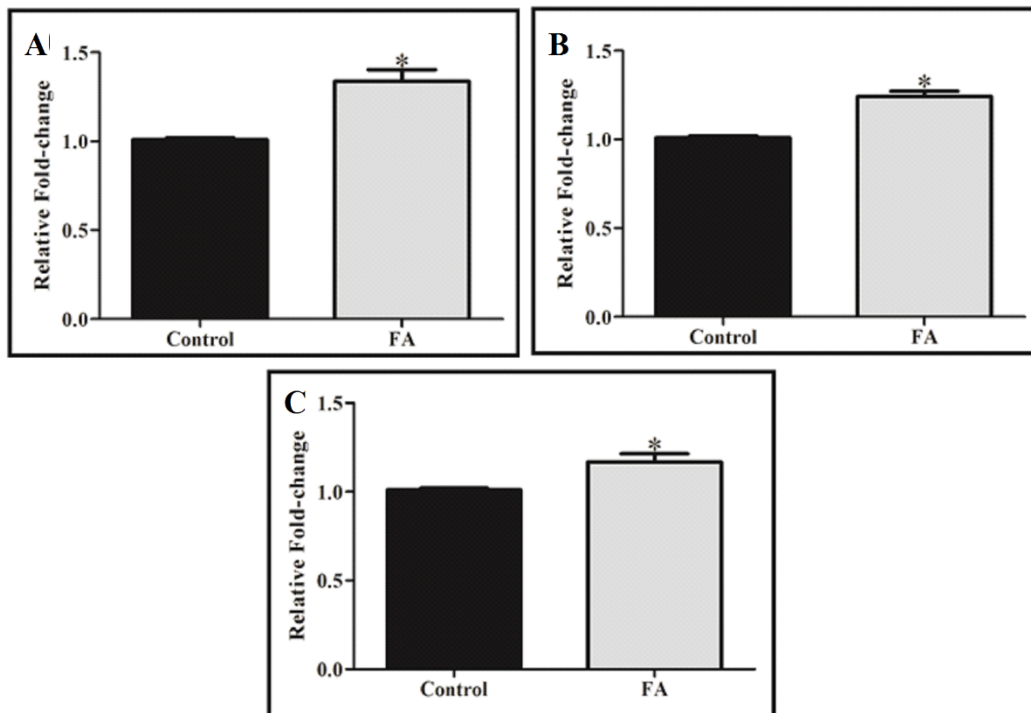 A
Relative Fold-change
1.5
1.0
0.5
0.0
*
Control
FA
B
Relative Fold-change
1.5
1.0
0.5
0.0
*
Control
FA
C
Relative Fold-change
1.5
1.0
0.5
0.0
*
Control
FA